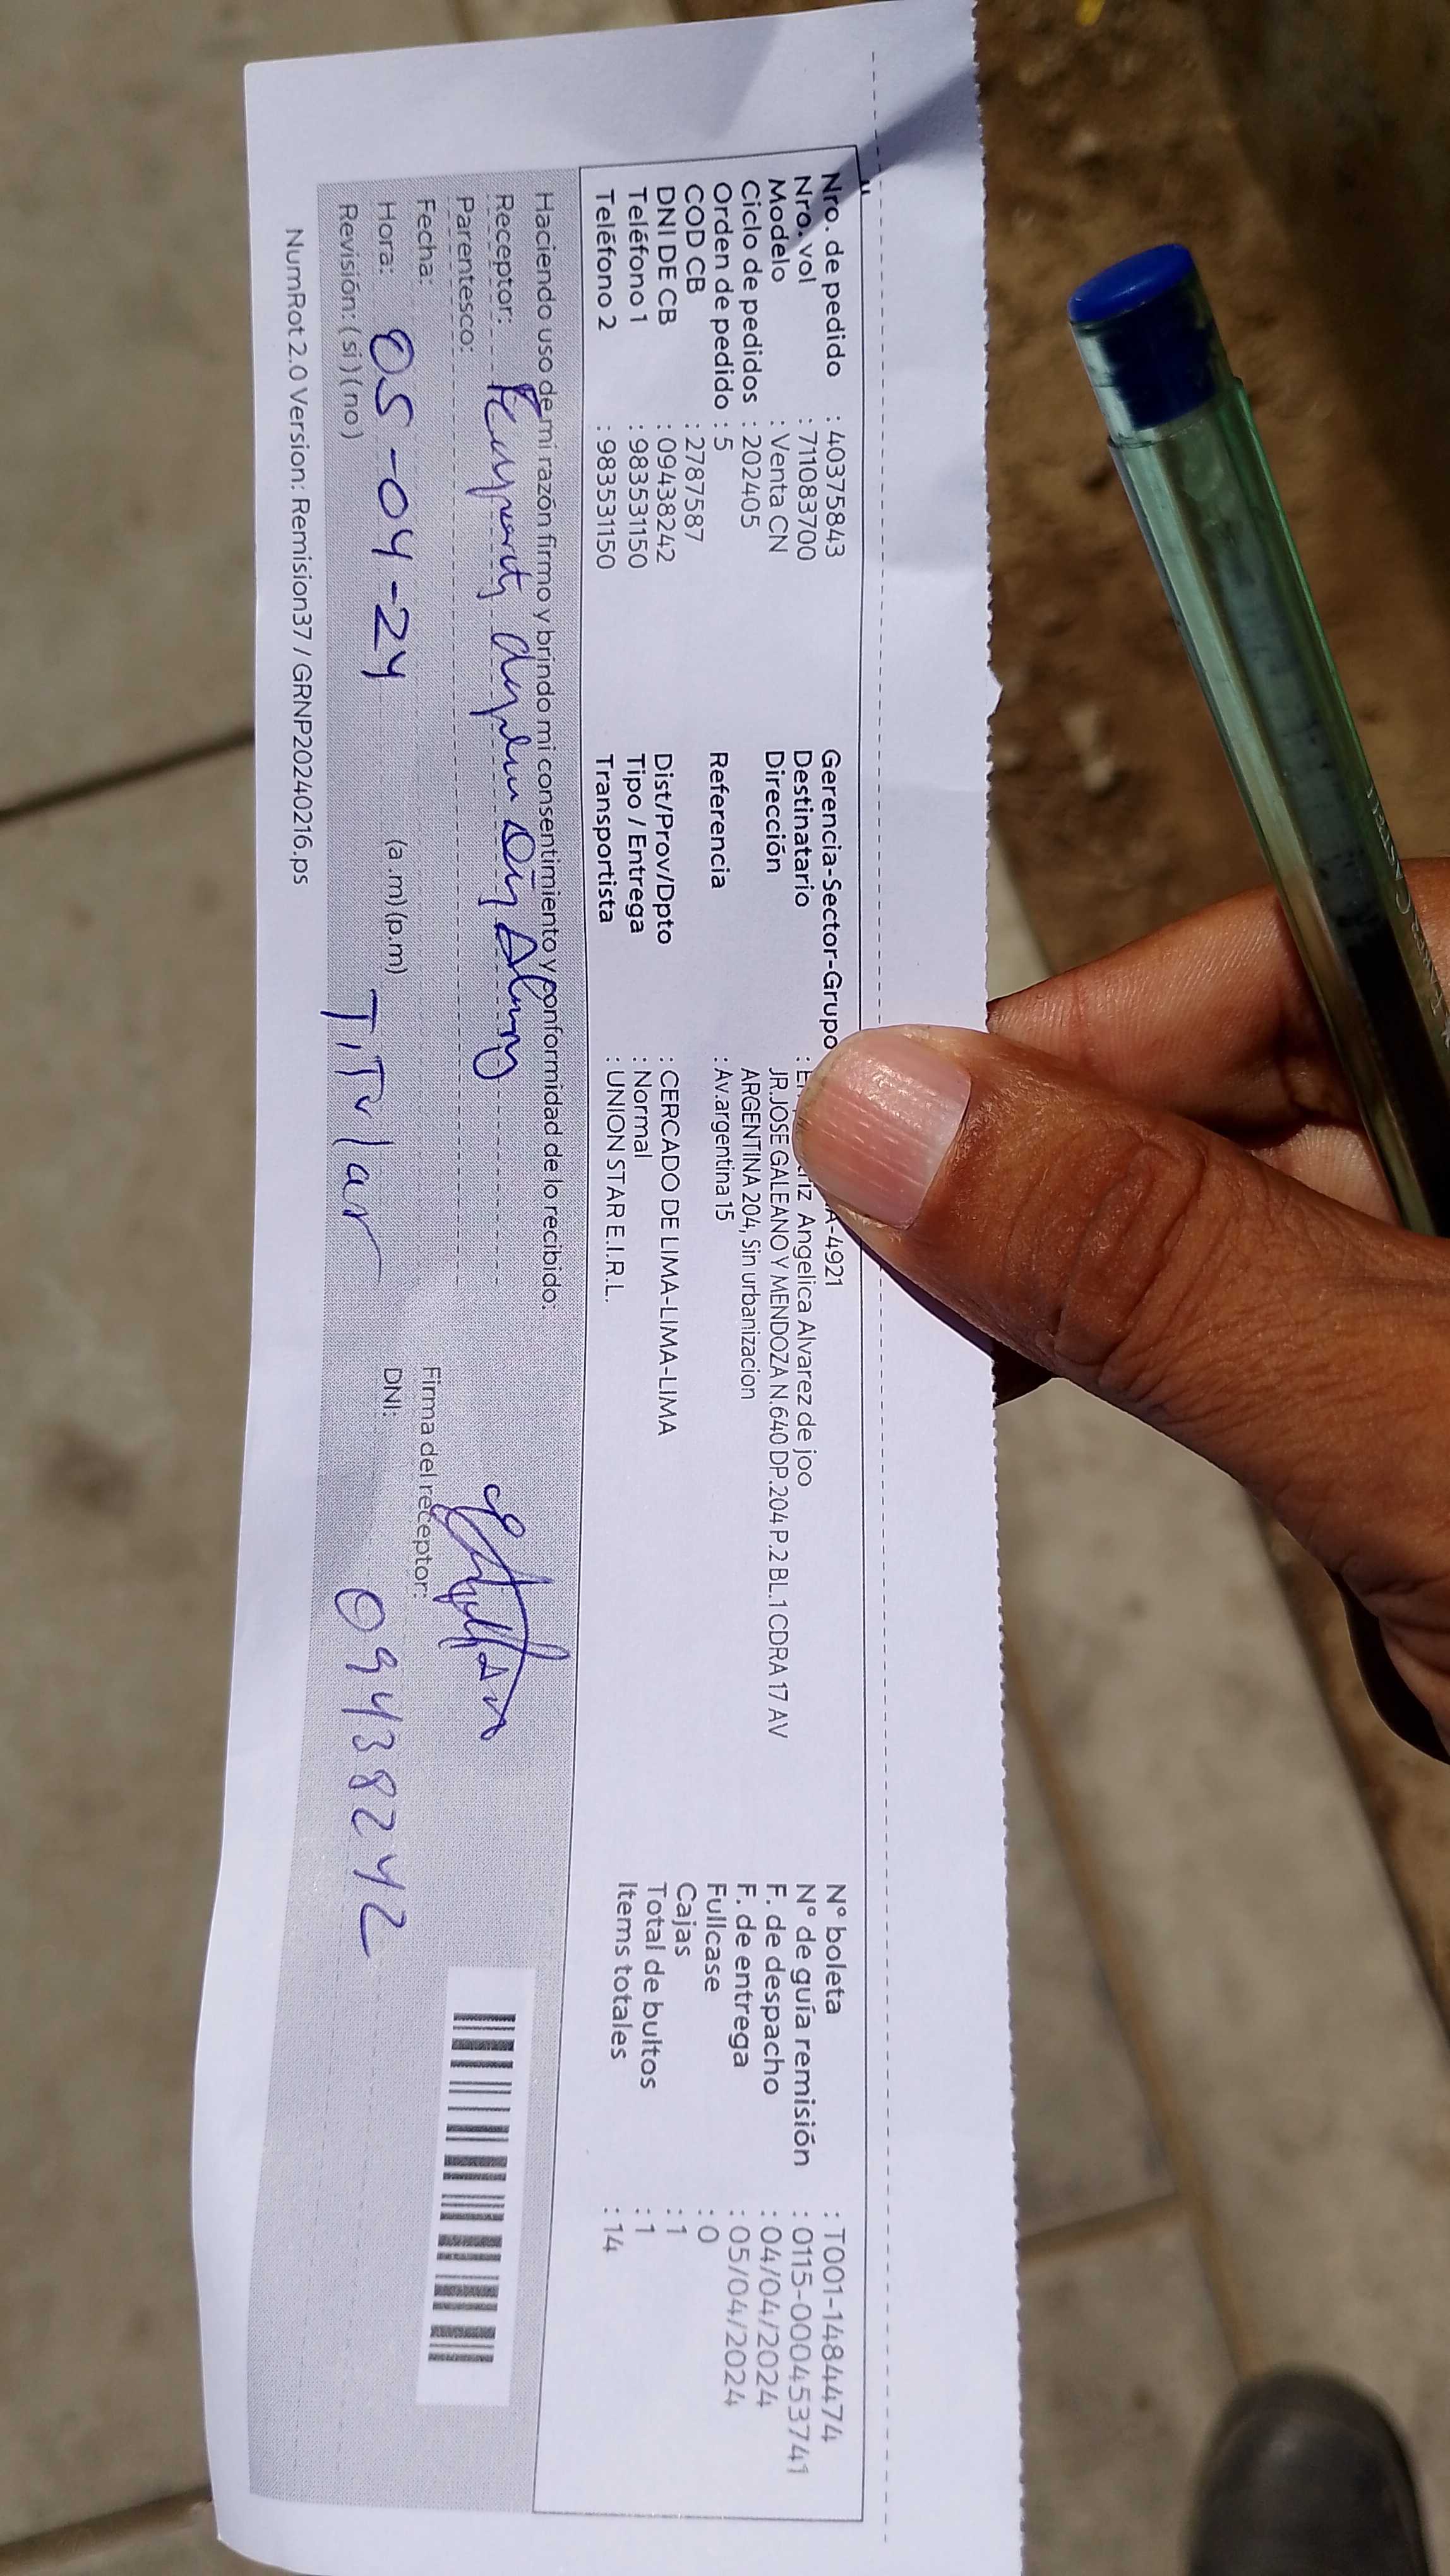 Nro. de pedido : 40375843
Nro. vol : 711083700
Modelo : Venta CN
Ciclo de pedidos : 202405
Orden de pedido : 5
COD CB : 2787587
DNI DE CB : 09438242
Teléfono 1 : 983531150
Teléfono 2 : 983531150
Gerencia-Sector-Grupo A-4921
Destinatario : Angelica Alvarez de joo
Dirección JR.JOSE GALEANO Y MENDOZA N.640 DP.204 P.2 BL.1 CDRA 17 AV
ARGENTINA 204, Sin urbanizacion
Referencia : Av.argentina 15
Dist/Prov/Dpto : CERCADO DE LIMA-LIMA-LIMA
Tipo / Entrega : Normal
Transportista : UNION STAR E.I.R.L.
N° boleta : T001-1484474
N° de guía remisión : 0115-000453741
F. de despacho : 04/04/2024
F. de entrega : 05/04/2024
Fullcase : 0
Cajas : 1
Total de bultos : 1
Items totales : 14
Haciendo uso de mi razón firmo y brindo mi consentimiento y conformidad de lo recibido:
Receptor:
Parentesco:
Fecha:
Hora: 05-04-24 (a.m) (p.m)
Revisión: ( si ) ( no ) Titular
Firma del receptor:
DNI: 09438242
NumRot 2.0 Version: Remision37 / GRNP20240216.ps